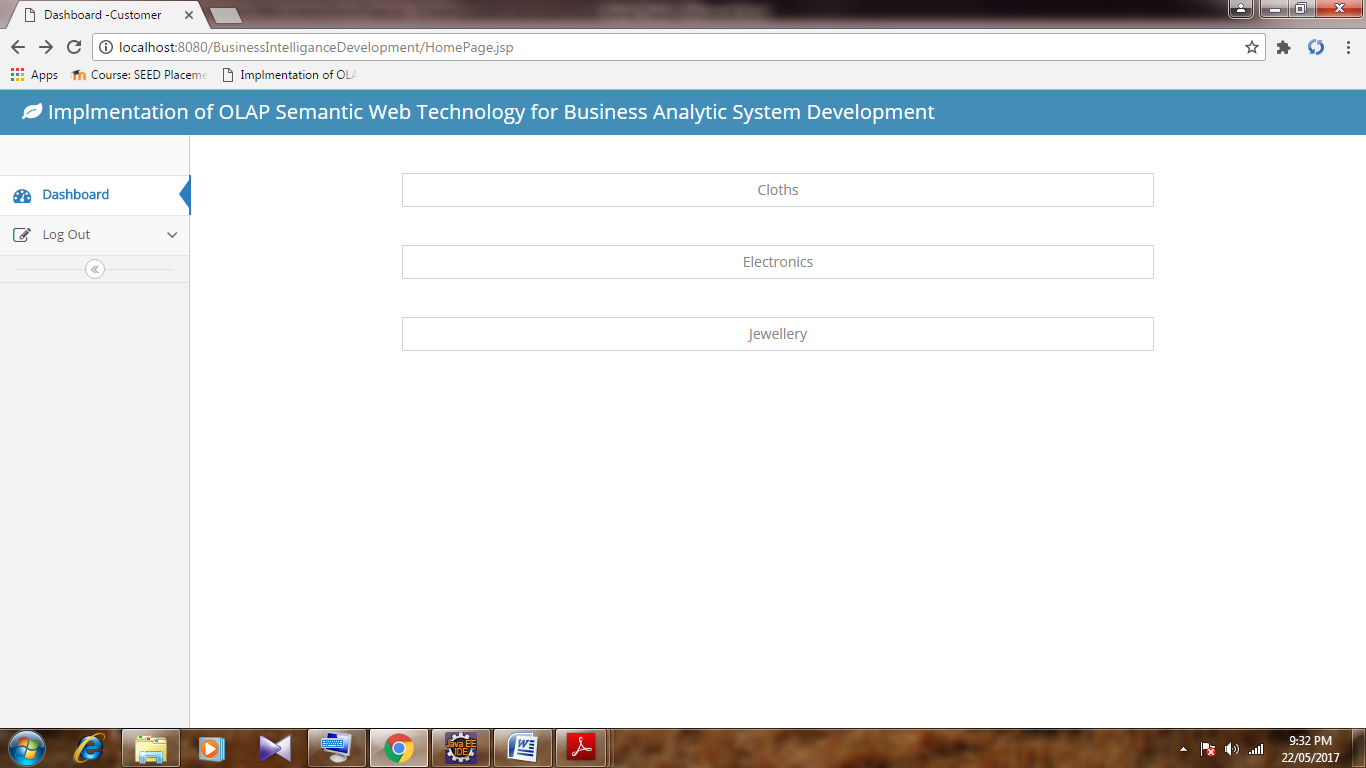 Dashboard -Customer
localhost:8080/BusinessIntelliganceDevelopment/HomePage.jsp
Apps Course: SEED Placeme Implmentation of OLA
Implmentation of OLAP Semantic Web Technology for Business Analytic System Development
Dashboard
Log Out
Cloths
Electronics
Jewellery
Java EE
IDE
9:32 PM
22/05/2017